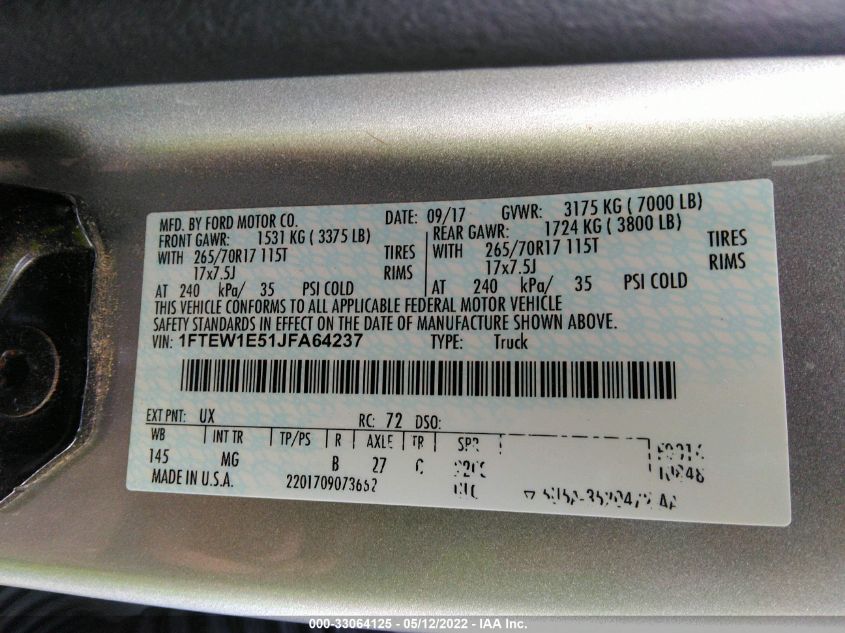 MFD. BY FORD MOTOR CO. DATE: 09/17 GVWR: 3175 KG ( 7000 LB)
FRONT GAWR: 1531 KG ( 3375 LB) REAR GAWR: 1724 KG ( 3800 LB)
WITH 265/70R17 115T TIRES WITH 265/70R17 115T TIRES
17x7.5J RIMS 17x7.5J RIMS
AT 240 kPa/ 35 PSI COLD AT 240 kPa/ 35 PSI COLD
THIS VEHICLE CONFORMS TO ALL APPLICABLE FEDERAL MOTOR VEHICLE
SAFETY STANDARDS IN EFFECT ON THE DATE OF MANUFACTURE SHOWN ABOVE.
VIN: 1FTEW1E51JFA64237 TYPE: Truck
EXT PNT: UX RC: 72 DSO:
WB INT TR TP/PS R AXLE TR SPR
145 MG B 27 C
MADE IN U.S.A. 2201709073652
000-33064125 - 05/12/2022 - IAA Inc.